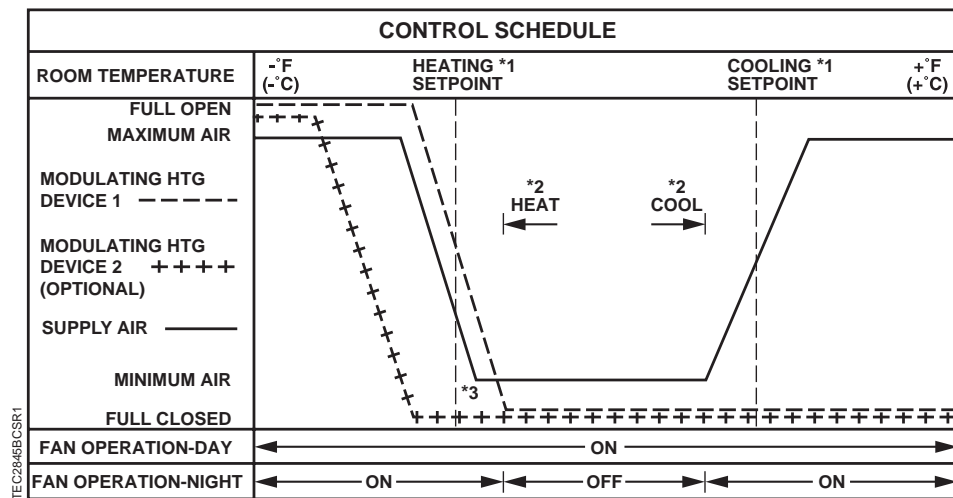 CONTROL SCHEDULE
ROOM TEMPERATURE
-°F
(-°C)
HEATING *1
SETPOINT
COOLING *1
SETPOINT
+°F
(+°C)
FULL OPEN
MAXIMUM AIR
MODULATING HTG
DEVICE 1
*2
HEAT
*2
COOL
MODULATING HTG
DEVICE 2
(OPTIONAL)
SUPPLY AIR
MINIMUM AIR
*3
FULL CLOSED
FAN OPERATION-DAY
ON
FAN OPERATION-NIGHT
ON
OFF
ON
TEC2845BCSR1